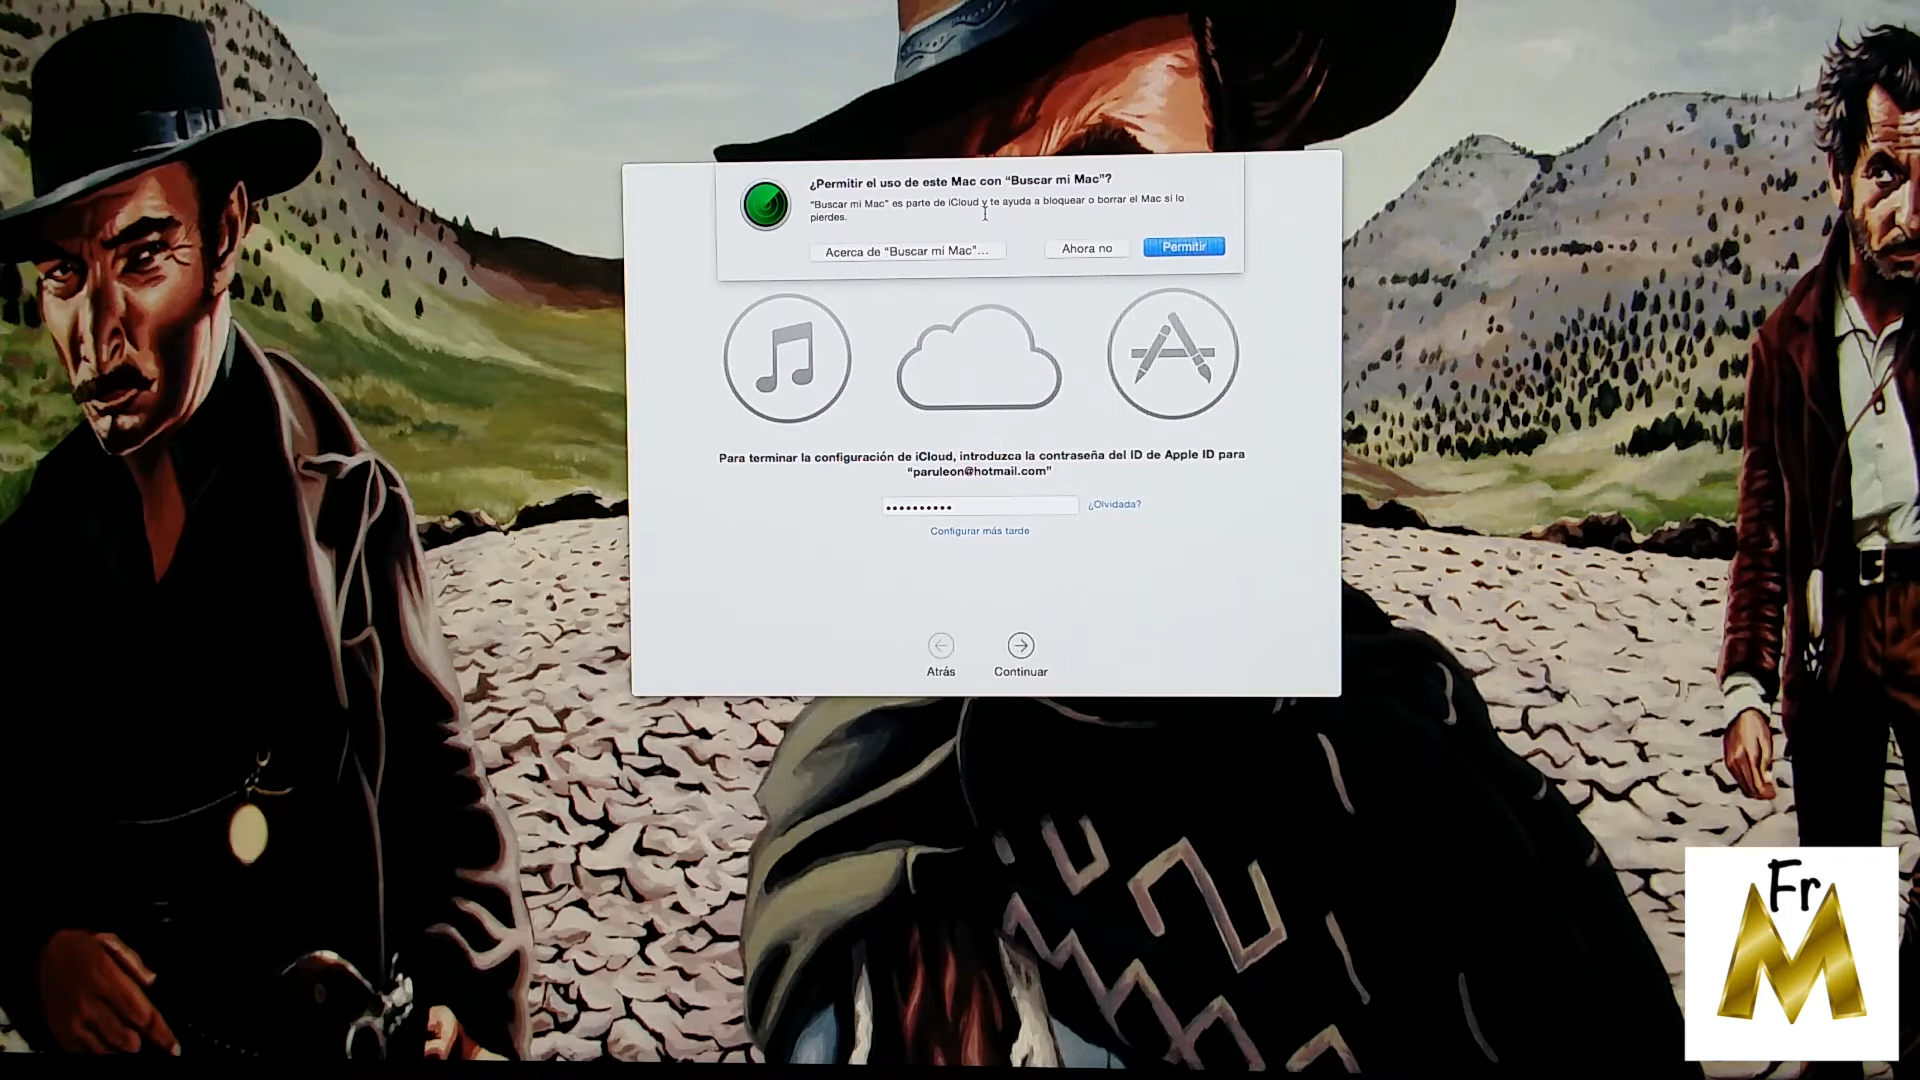 ¿Permitir el uso de este Mac con “Buscar mi Mac”?
“Buscar mi Mac” es parte de iCloud y te ayuda a bloquear o borrar el Mac si lo
pierdes.
Acerca de “Buscar mi Mac”...
Ahora no
Permitir
Para terminar la configuración de iCloud, introduzca la contraseña del ID de Apple ID para
“paruleon@hotmail.com”
¿Olvidada?
Configurar más tarde
Atrás
Continuar
Fr
M